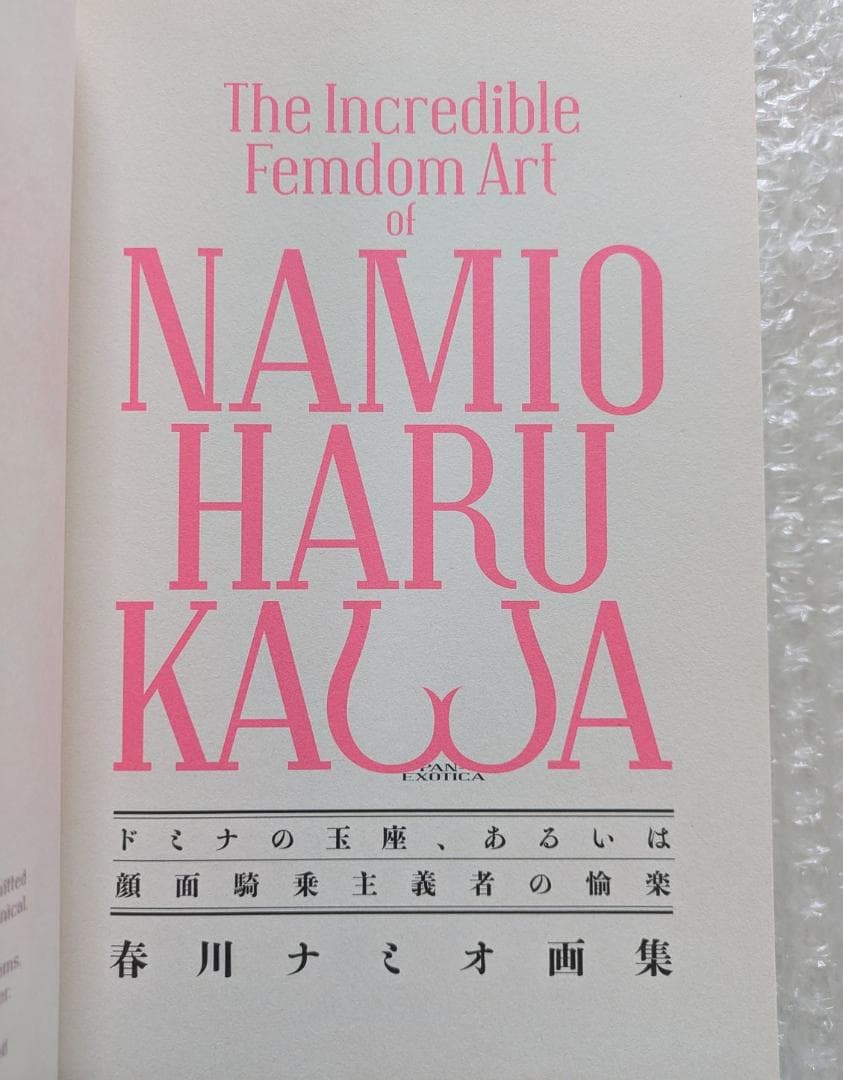 The Incredible
Femdom Art
of
NAMIO
HARU
KAWA
PAN-
EXOTICA
ドミナの玉座、あるいは
顔面騎乗主義者の愉楽
春川ナミオ画集
nical.